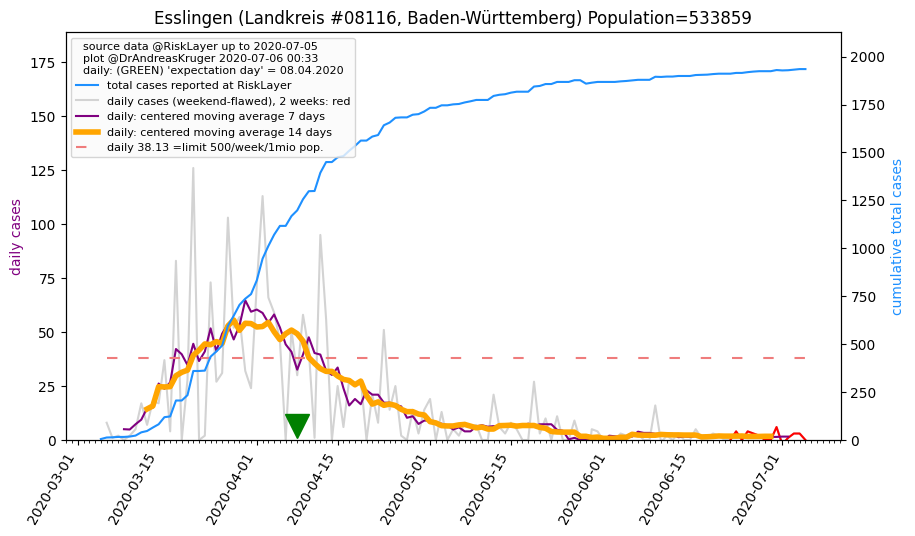 Esslingen (Landkreis #08116, Baden-Württemberg) Population=533859
source data @RiskLayer up to 2020-07-05
plot @DrAndreasKruger 2020-07-06 00:33
daily: (GREEN) 'expectation day' = 08.04.2020
total cases reported at RiskLayer
daily cases (weekend-flawed), 2 weeks: red
daily: centered moving average 7 days
daily: centered moving average 14 days
daily 38.13 =limit 500/week/1mio pop.
daily cases
175
150
125
100
75
50
25
0
2000
1750
1500
1250
1000
750
500
250
0
cumulative total cases
2020-03-01
2020-03-15
2020-04-01
2020-04-15
2020-05-01
2020-05-15
2020-06-01
2020-06-15
2020-07-01